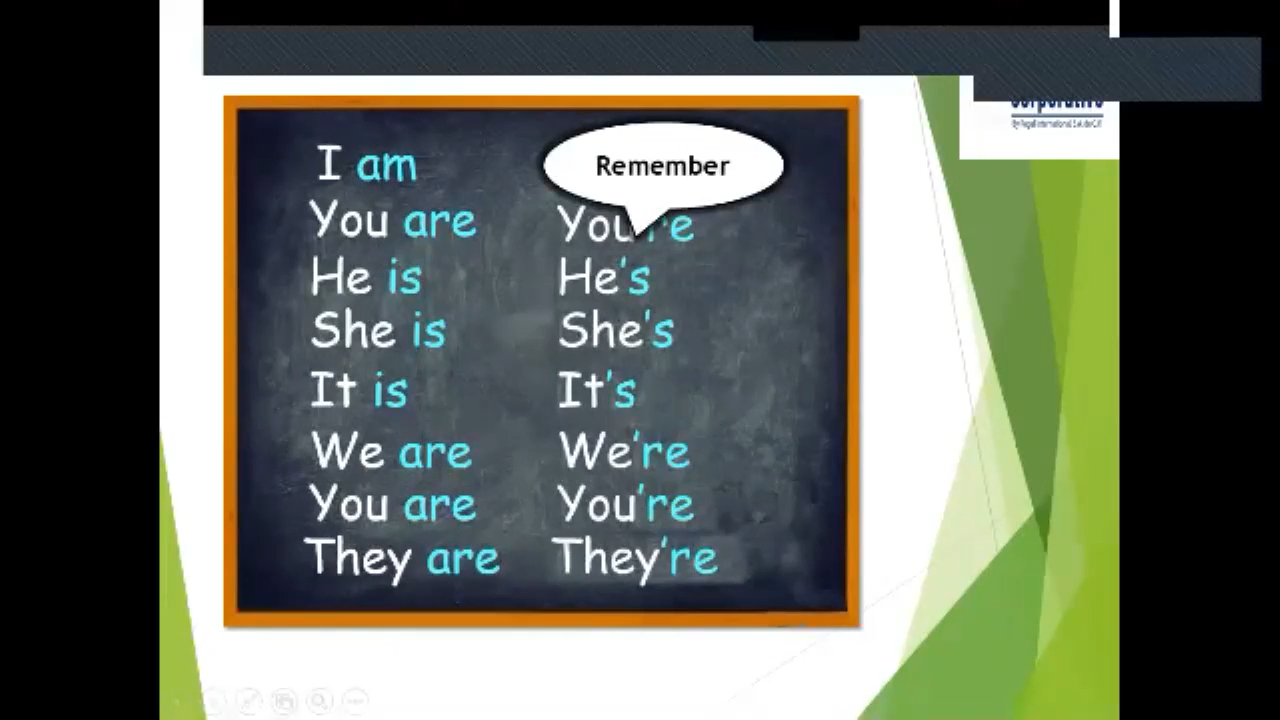 Remember
I am
You are You're
He is He's
She is She's
It is It's
We are We're
You are You're
They are They're